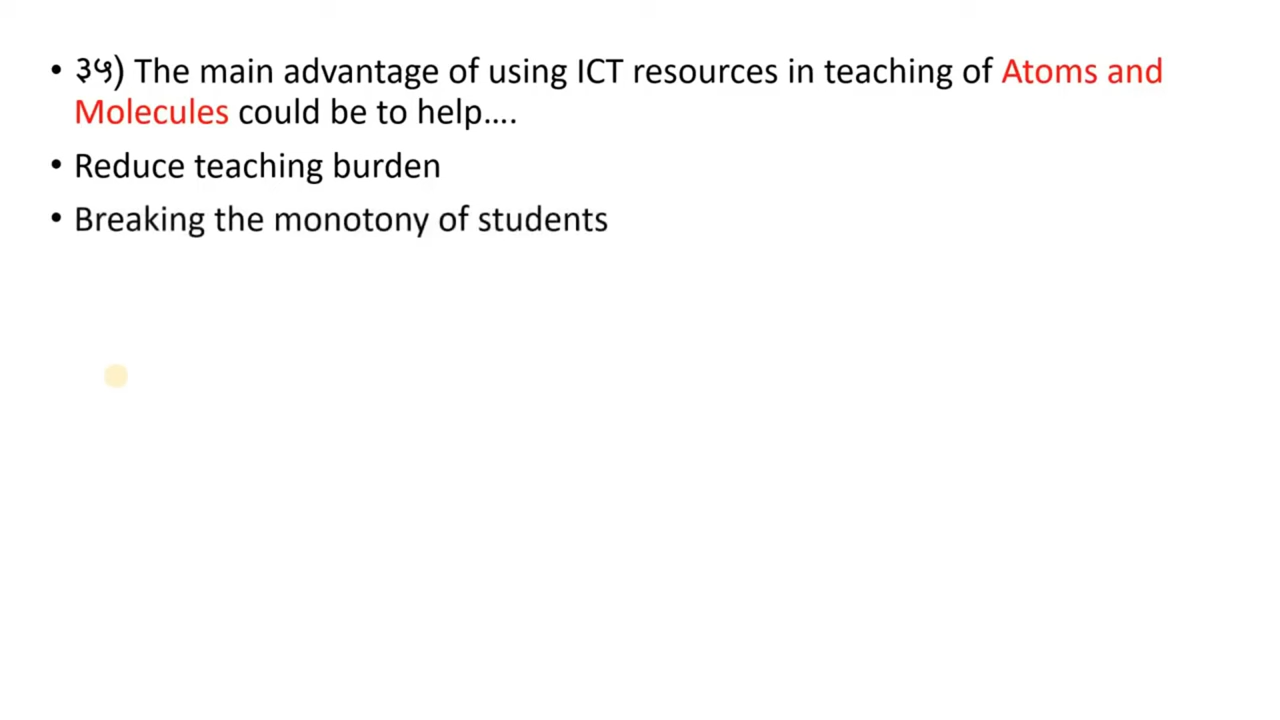 • ३५) The main advantage of using ICT resources in teaching of Atoms and
Molecules could be to help....
• Reduce teaching burden
• Breaking the monotony of students